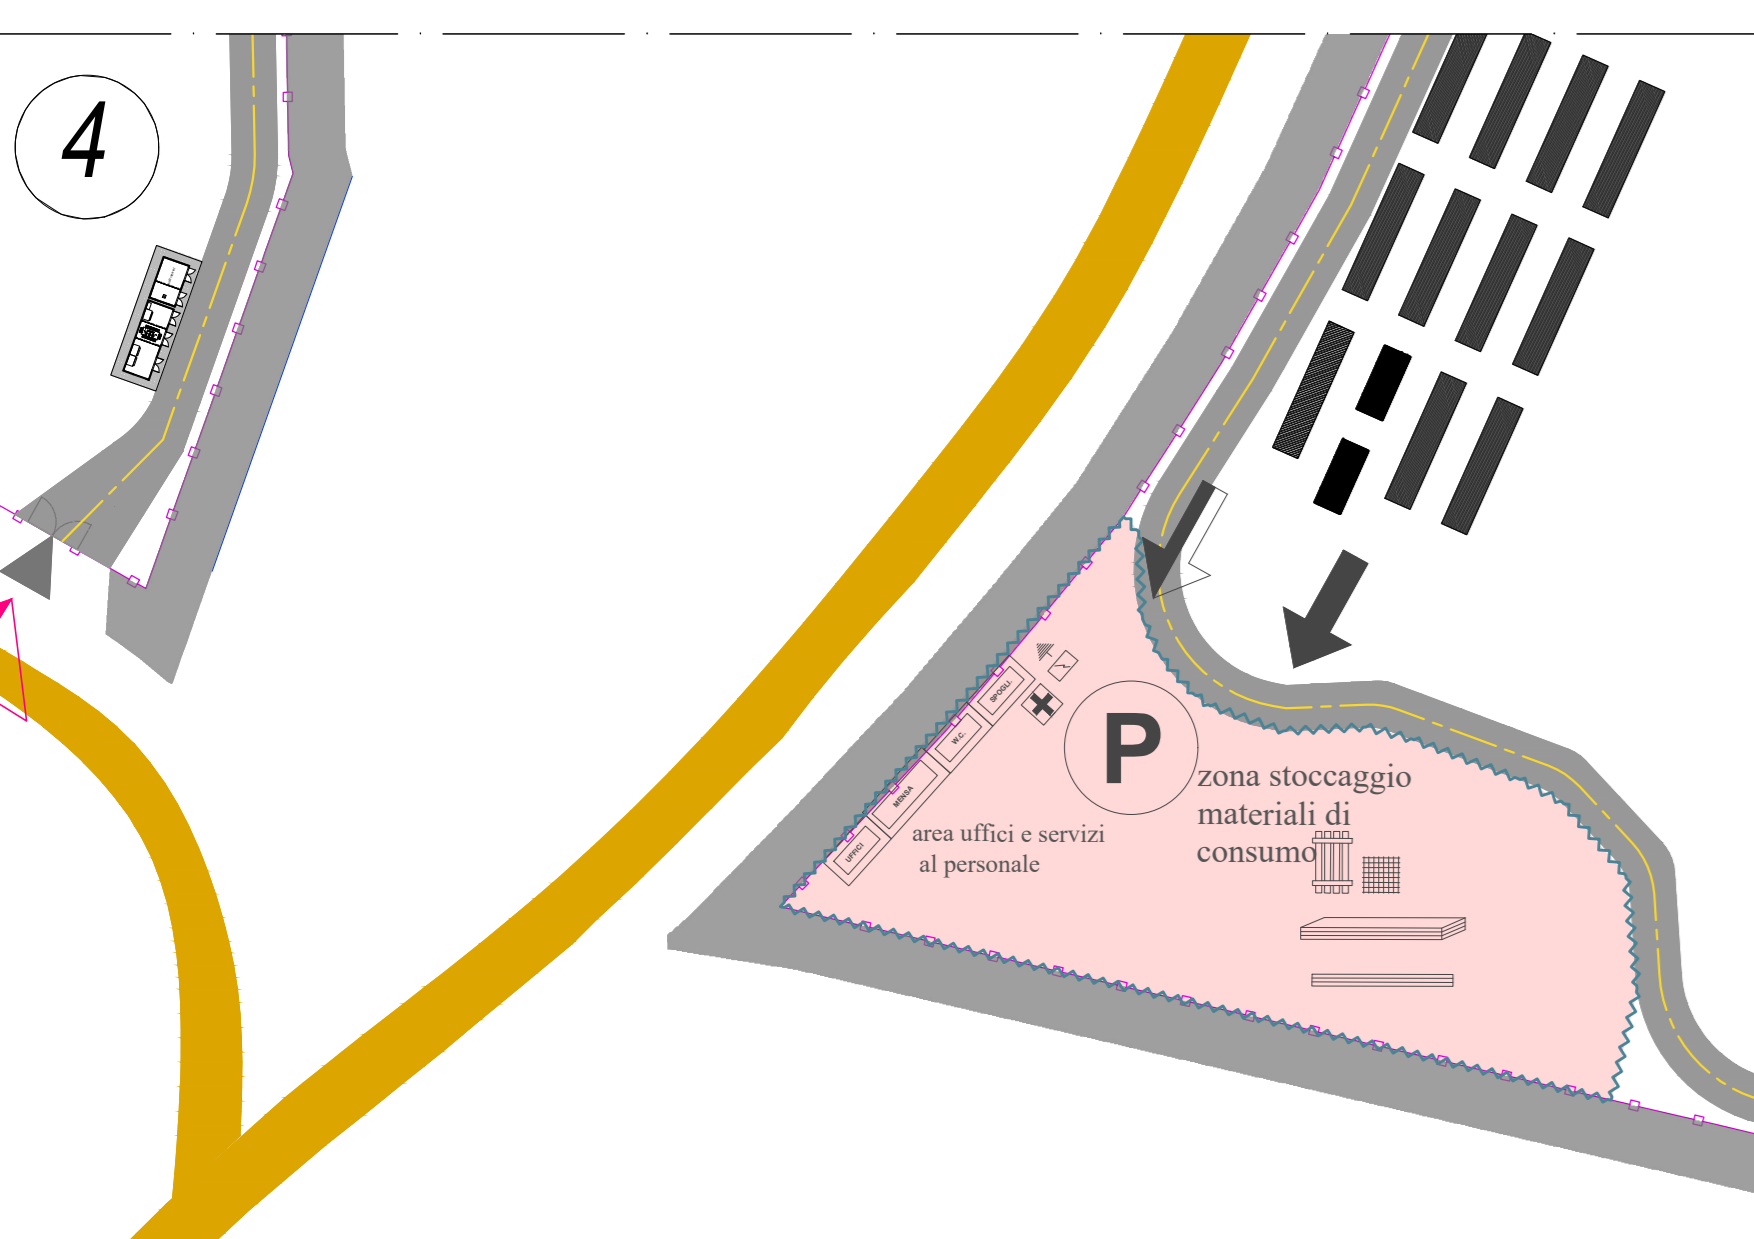 4
SPOGLI.
W.C.
MENSA
UFFICI
P
zona stoccaggio
materiali di
consumo
area uffici e servizi
al personale